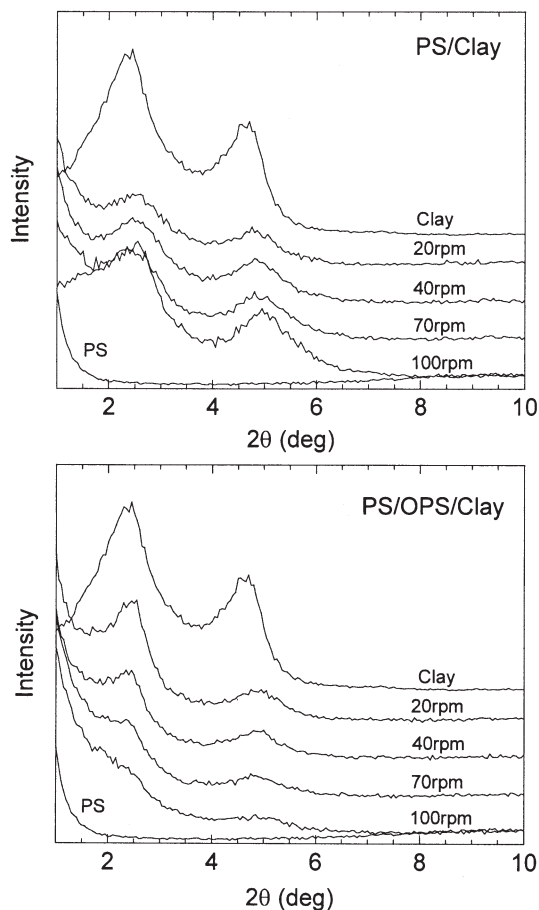 PS/Clay
Intensity
Clay
20rpm
40rpm
70rpm
PS
100rpm
2 4 6 8 10
2θ (deg)
PS/OPS/Clay
Intensity
Clay
20rpm
40rpm
70rpm
PS
100rpm
2 4 6 8 10
2θ (deg)